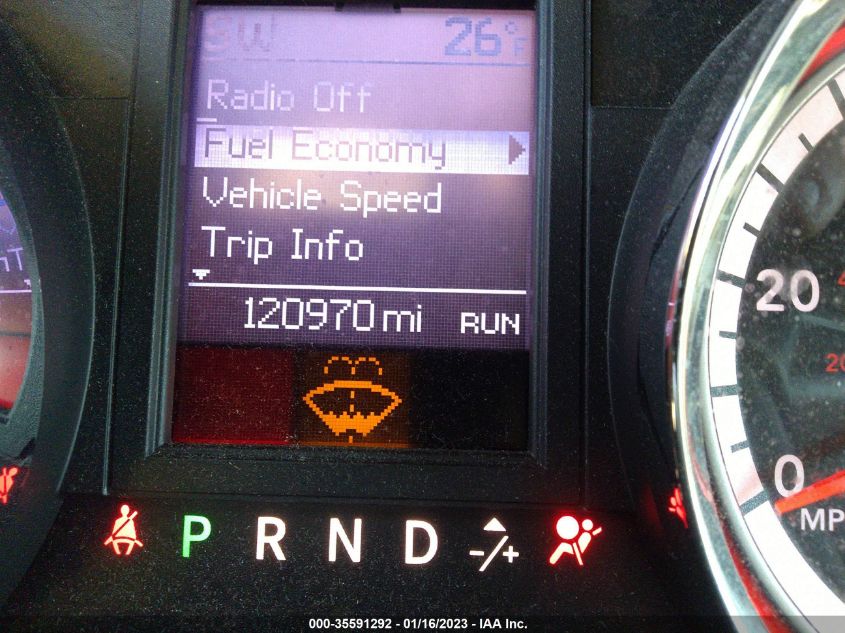 SW 26°F
Radio Off
Fuel Economy
Vehicle Speed
Trip Info
120970 mi RUN
20
0
MP
P R N D -/+
000-35591292 - 01/16/2023 - IAA Inc.